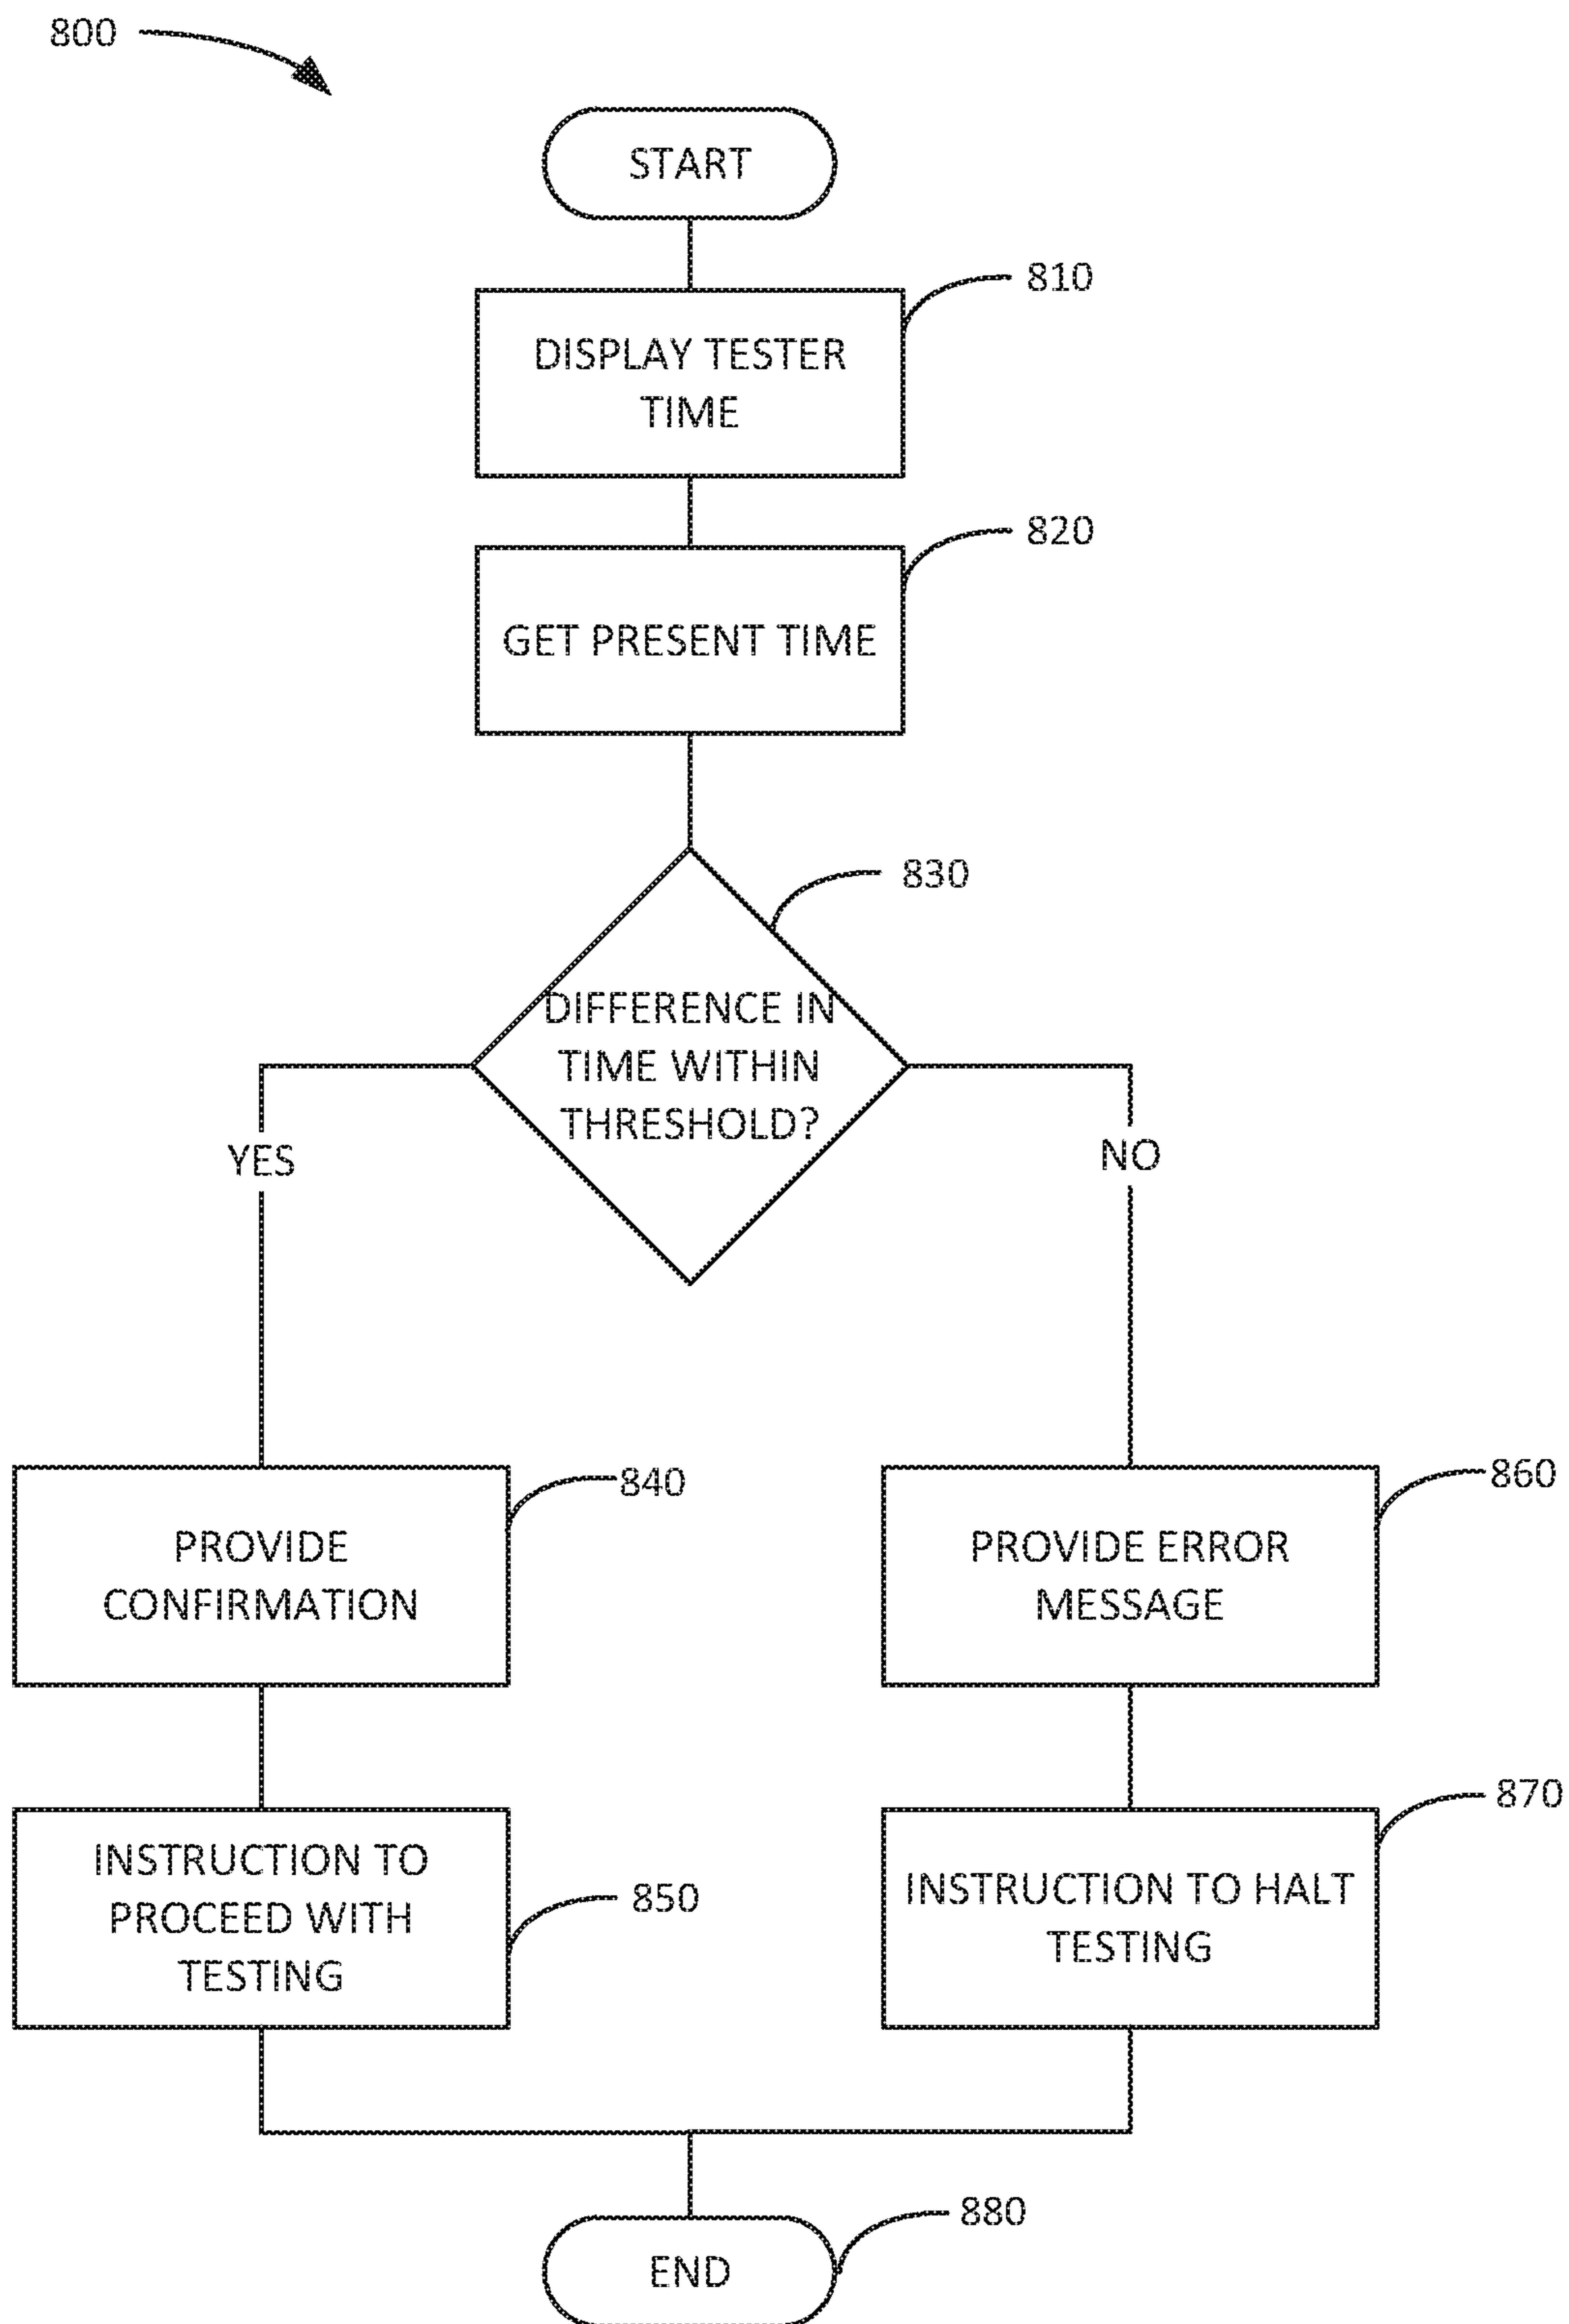 800
START
810
DISPLAY TESTER
TIME
820
GET PRESENT TIME
830
DIFFERENCE IN
TIME WITHIN
THRESHOLD?
YES
NO
840
PROVIDE
CONFIRMATION
860
PROVIDE ERROR
MESSAGE
850
INSTRUCTION TO
PROCEED WITH
TESTING
870
INSTRUCTION TO HALT
TESTING
880
END